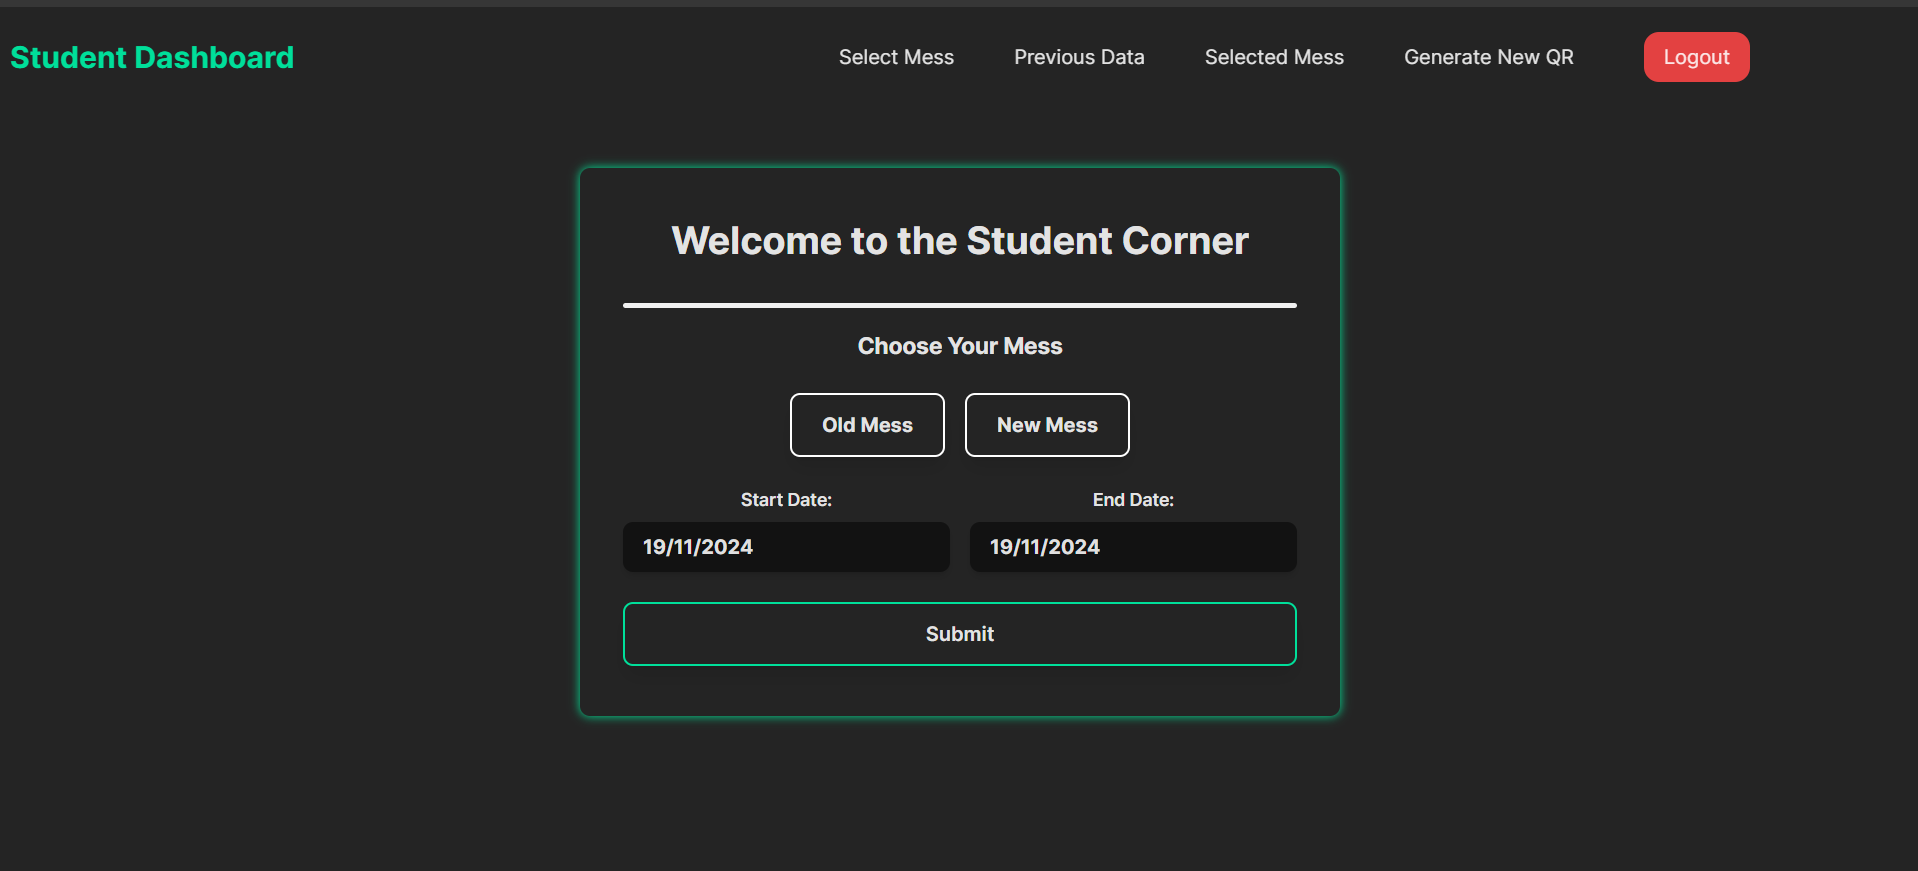 Student Dashboard
Select Mess Previous Data Selected Mess Generate New QR Logout
Welcome to the Student Corner
Choose Your Mess
Old Mess New Mess
Start Date: End Date:
19/11/2024 19/11/2024
Submit